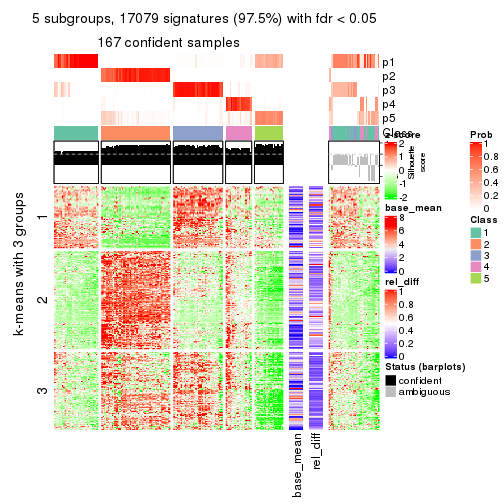 5 subgroups, 17079 signatures (97.5%) with fdr < 0.05
167 confident samples
p1
p2
p3
p4
p5
Class
Silhouette
score
k-means with 3 groups
1
2
3
base_mean
rel_diff
z-score
2
1
0
-1
-2
base_mean
8
6
4
2
0
rel_diff
1
0.8
0.6
0.4
0.2
0
Status (barplots)
confident
ambiguous
Prob
1
0.8
0.6
0.4
0.2
0
Class
1
2
3
4
5